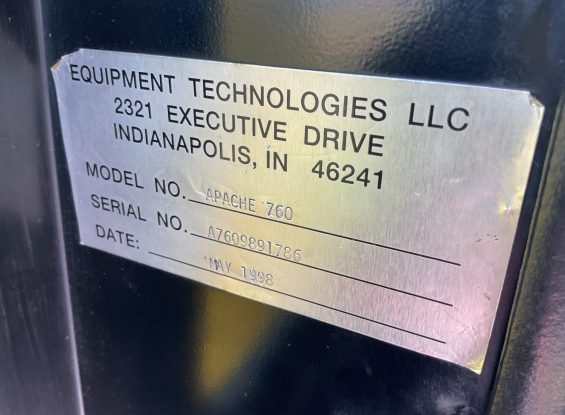 EQUIPMENT TECHNOLOGIES LLC
2321 EXECUTIVE DRIVE
INDIANAPOLIS, IN 46241
MODEL NO. APACHE 760
SERIAL NO. A7609891786
DATE: MAY 1998